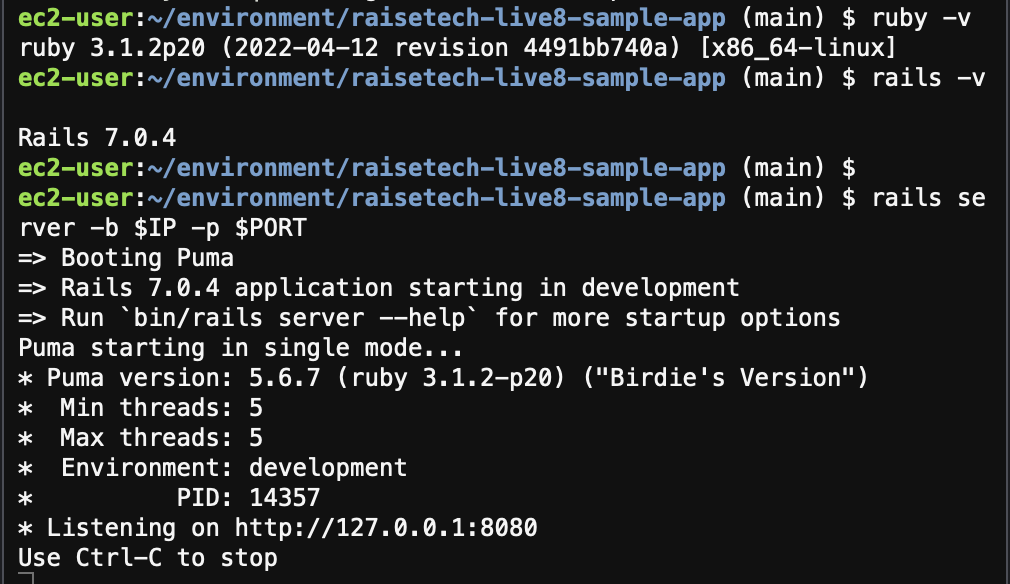 ec2-user:~/environment/raisetech-live8-sample-app (main) $ ruby -v
ruby 3.1.2p20 (2022-04-12 revision 4491bb740a) [x86_64-linux]
ec2-user:~/environment/raisetech-live8-sample-app (main) $ rails -v
Rails 7.0.4
ec2-user:~/environment/raisetech-live8-sample-app (main) $
ec2-user:~/environment/raisetech-live8-sample-app (main) $ rails se
rver -b $IP -p $PORT
=> Booting Puma
=> Rails 7.0.4 application starting in development
=> Run `bin/rails server --help` for more startup options
Puma starting in single mode...
* Puma version: 5.6.7 (ruby 3.1.2-p20) ("Birdie's Version")
*  Min threads: 5
*  Max threads: 5
*  Environment: development
*          PID: 14357
* Listening on http://127.0.0.1:8080
Use Ctrl-C to stop